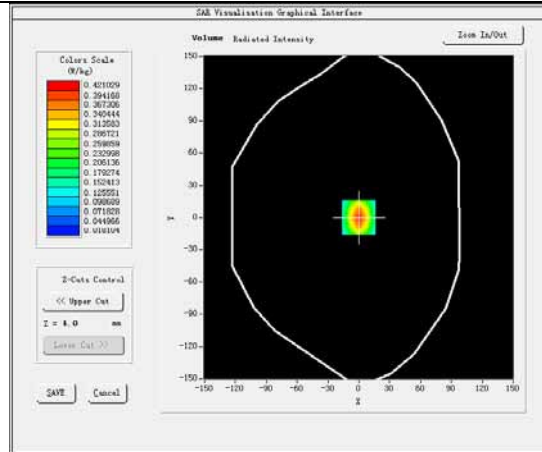 SAR Visualisation Graphical Interface
Volume Radiated Intensity
Zoom In/Out
Colors Scale
(W/kg)
0.421029
0.394168
0.367306
0.340444
0.313583
0.286721
0.259859
0.232998
0.206136
0.179274
0.152413
0.125551
0.098689
0.071828
0.044966
0.018104
Z-Cuts Control
<< Upper Cut
Z = 4.0 mm
Lower Cut >>
SAVE Cancel
150
120
90
60
30
0
-30
-60
-90
-120
-150
Y
-150 -120 -90 -60 -30 0 30 60 90 120 150
X